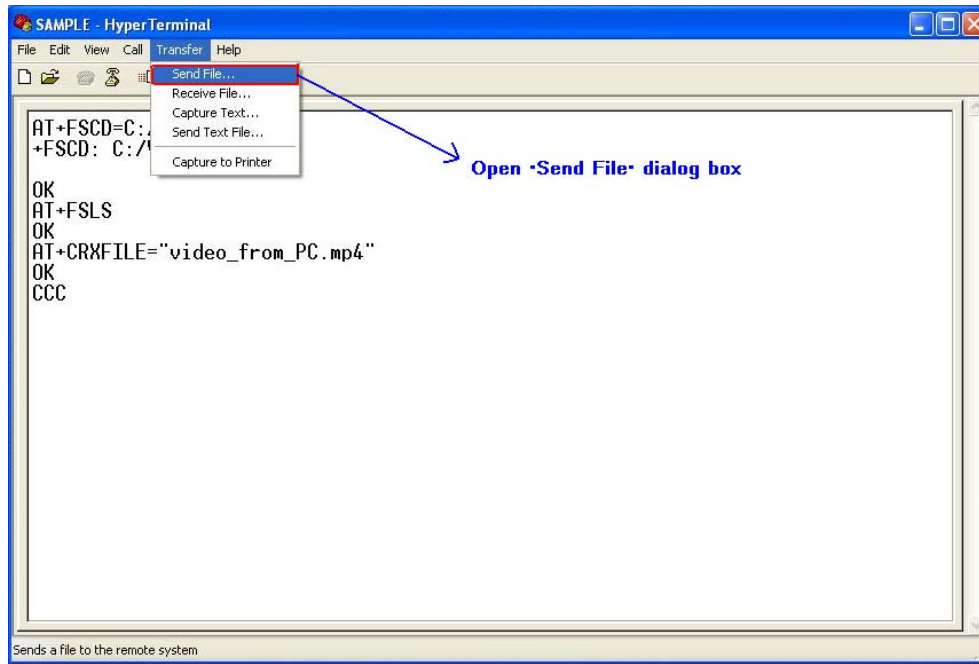 SAMPLE - HyperTerminal
File Edit View Call Transfer Help
Send File...
Receive File...
Capture Text...
Send Text File...
Capture to Printer
AT+FSCD=C:/
+FSCD: C:/
OK
AT+FSLS
OK
AT+CRXFILE="video_from_PC.mp4"
OK
CCC
Open "Send File" dialog box
Sends a file to the remote system